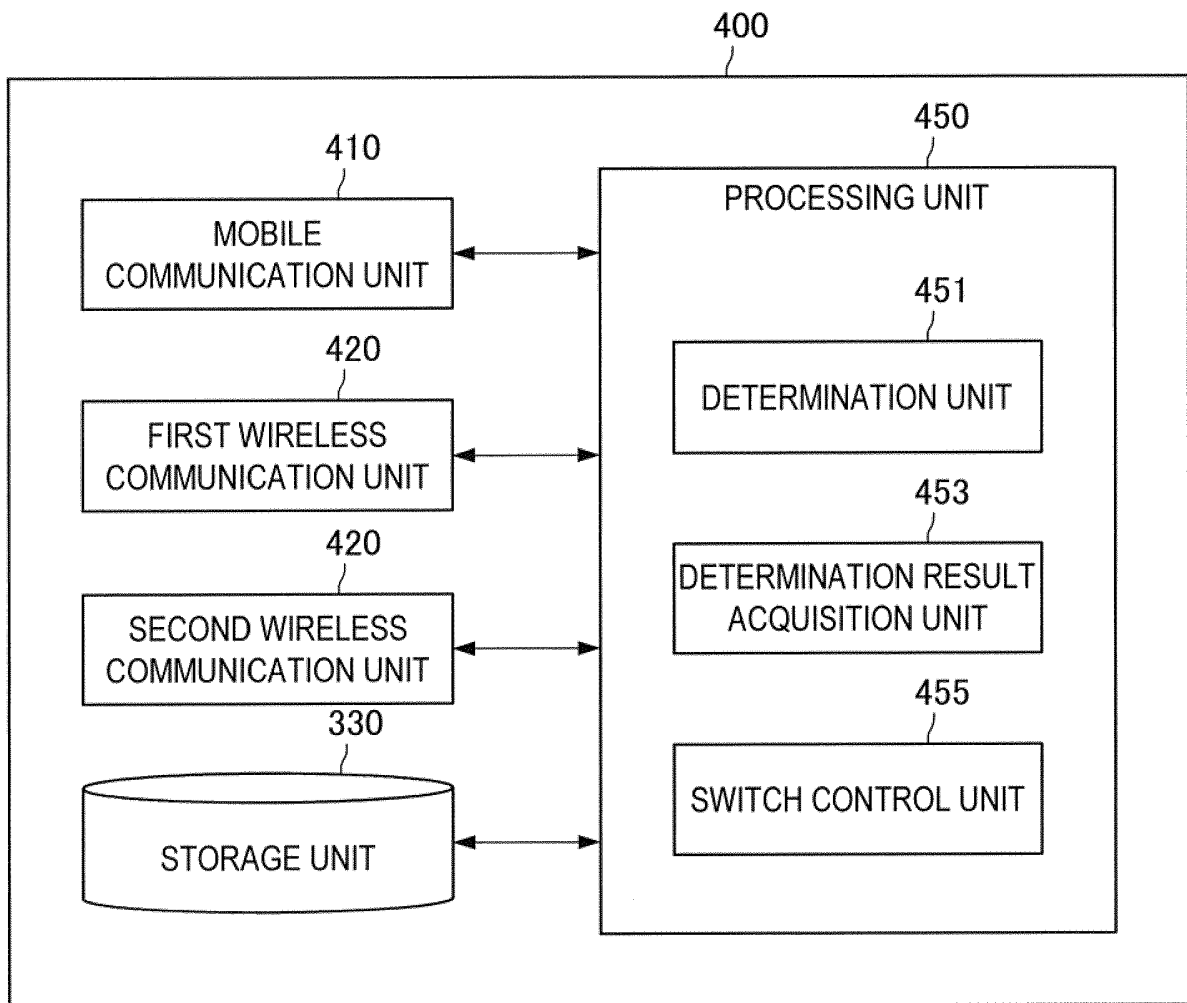 400
410
MOBILE
COMMUNICATION UNIT
420
FIRST WIRELESS
COMMUNICATION UNIT
420
SECOND WIRELESS
COMMUNICATION UNIT
330
STORAGE UNIT
450
PROCESSING UNIT
451
DETERMINATION UNIT
453
DETERMINATION RESULT
ACQUISITION UNIT
455
SWITCH CONTROL UNIT